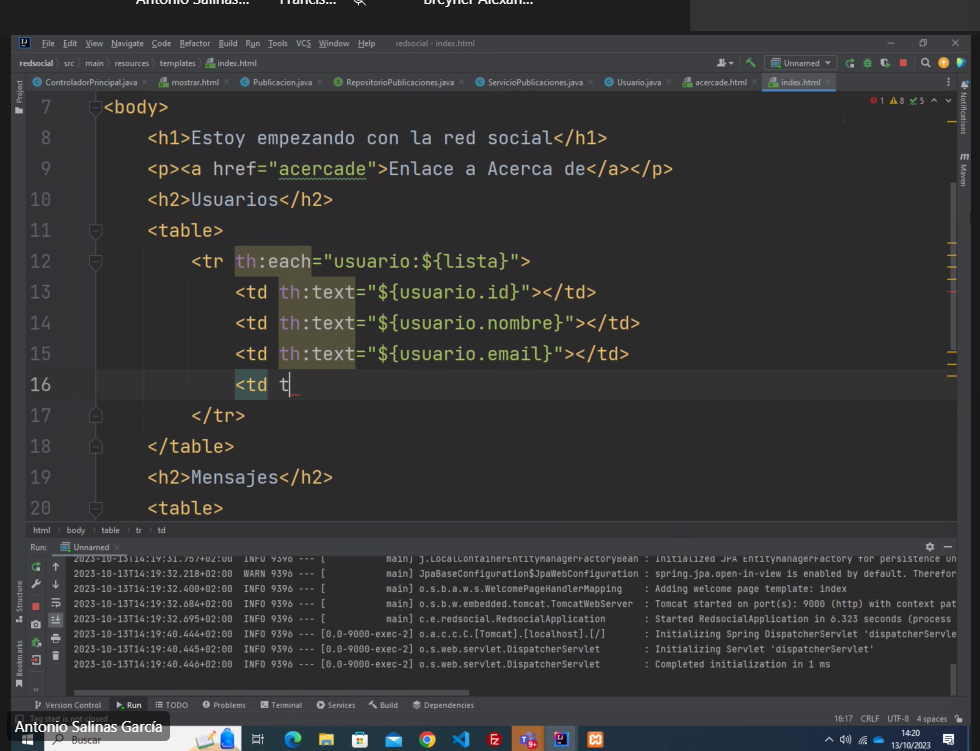 Antonio Salinas... Francis... Breyner Alexan...
File Edit View Navigate Code Refactor Build Run Tools VCS Window Help redsocial - index.html
redsocial src main resources templates index.html Unnamed
ControladorPrincipal.java mostrar.html Publicacion.java RepositorioPublicaciones.java ServicioPublicaciones.java Usuario.java acercade.html index.html
Project
Notifications
Maven
1 8 5
7 <body>
8 <h1>Estoy empezando con la red social</h1>
9 <p><a href="acercade">Enlace a Acerca de</a></p>
10 <h2>Usuarios</h2>
11 <table>
12 <tr th:each="usuario:${lista}">
13 <td th:text="${usuario.id}"></td>
14 <td th:text="${usuario.nombre}"></td>
15 <td th:text="${usuario.email}"></td>
16 <td t
17 </tr>
18 </table>
19 <h2>Mensajes</h2>
20 <table>
html body table tr td
Run: Unnamed
2023-10-13T14:19:31.757+02:00 INFO 9396 --- [ main] j.LocalContainerEntityManagerFactoryBean : Initialized JPA EntityManagerFactory for persistence un
2023-10-13T14:19:32.218+02:00 WARN 9396 --- [ main] JpaBaseConfiguration$JpaWebConfiguration : spring.jpa.open-in-view is enabled by default. Therefor
2023-10-13T14:19:32.400+02:00 INFO 9396 --- [ main] o.s.b.a.w.s.WelcomePageHandlerMapping : Adding welcome page template: index
2023-10-13T14:19:32.684+02:00 INFO 9396 --- [ main] o.s.b.w.embedded.tomcat.TomcatWebServer : Tomcat started on port(s): 9000 (http) with context pat
2023-10-13T14:19:32.695+02:00 INFO 9396 --- [ main] c.e.redsocial.RedsocialApplication : Started RedsocialApplication in 6.323 seconds (process
2023-10-13T14:19:40.444+02:00 INFO 9396 --- [0.0-9000-exec-2] o.a.c.c.C.[Tomcat].[localhost].[/] : Initializing Spring DispatcherServlet 'dispatcherServle
2023-10-13T14:19:40.445+02:00 INFO 9396 --- [0.0-9000-exec-2] o.s.web.servlet.DispatcherServlet : Initializing Servlet 'dispatcherServlet'
2023-10-13T14:19:40.446+02:00 INFO 9396 --- [0.0-9000-exec-2] o.s.web.servlet.DispatcherServlet : Completed initialization in 1 ms
Structure
Bookmarks
Version Control Run TODO Problems Terminal Services Build Dependencies
Tag start is not closed 16:17 CRLF UTF-8 4 spaces
Antonio Salinas García
Buscar
14:20
13/10/2023